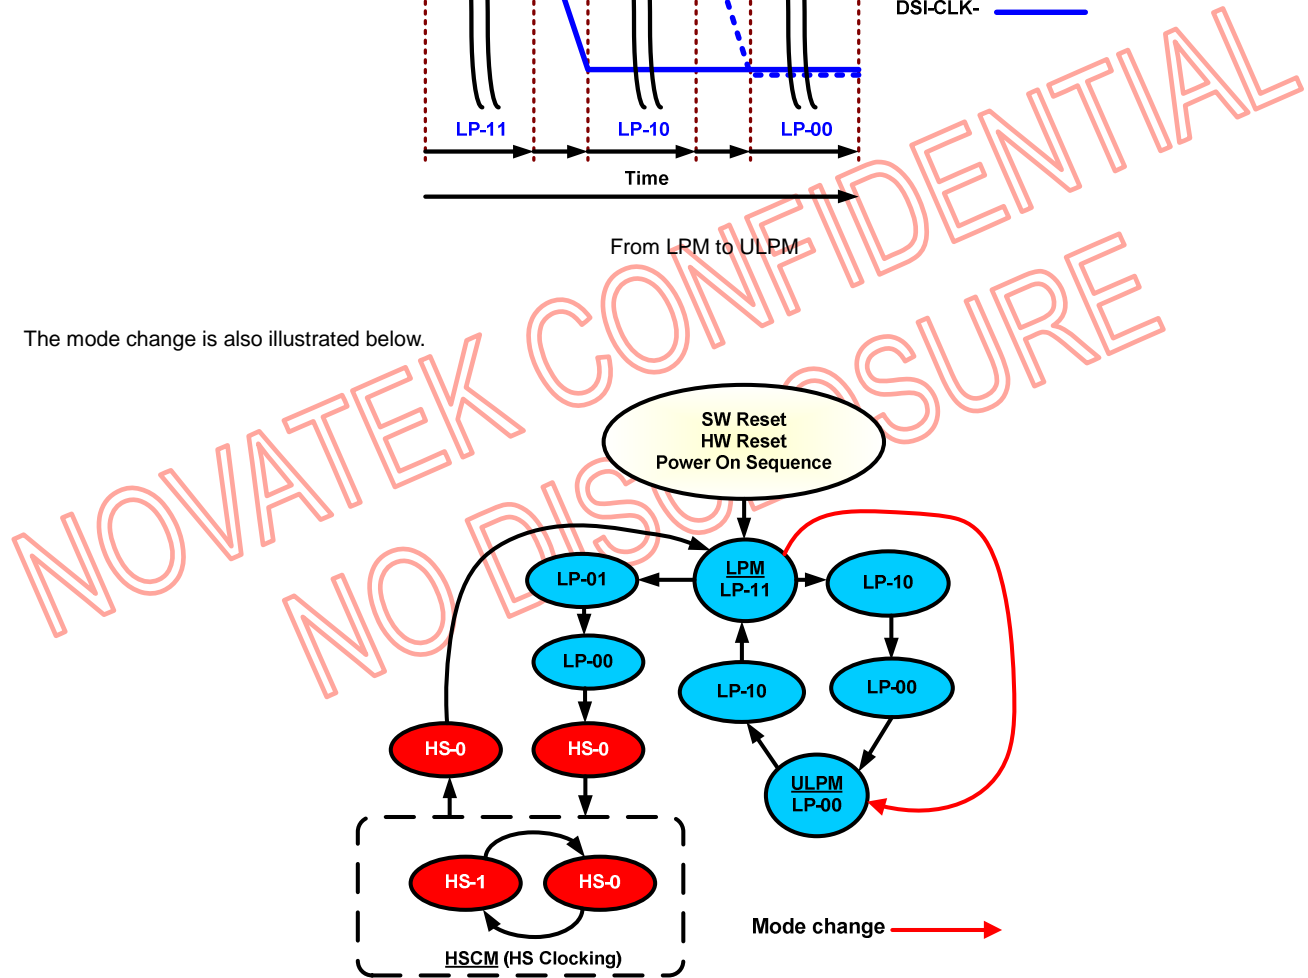 DSI-CLK-
LP-11
LP-10
LP-00
Time
From LPM to ULPM
The mode change is also illustrated below.
NOVATEK CONFIDENTIAL
NO DISCLOSURE
SW Reset
HW Reset
Power On Sequence
LP-01
LPM
LP-11
LP-10
LP-00
LP-10
LP-00
HS-0
HS-0
ULPM
LP-00
HS-1
HS-0
HSCM (HS Clocking)
Mode change